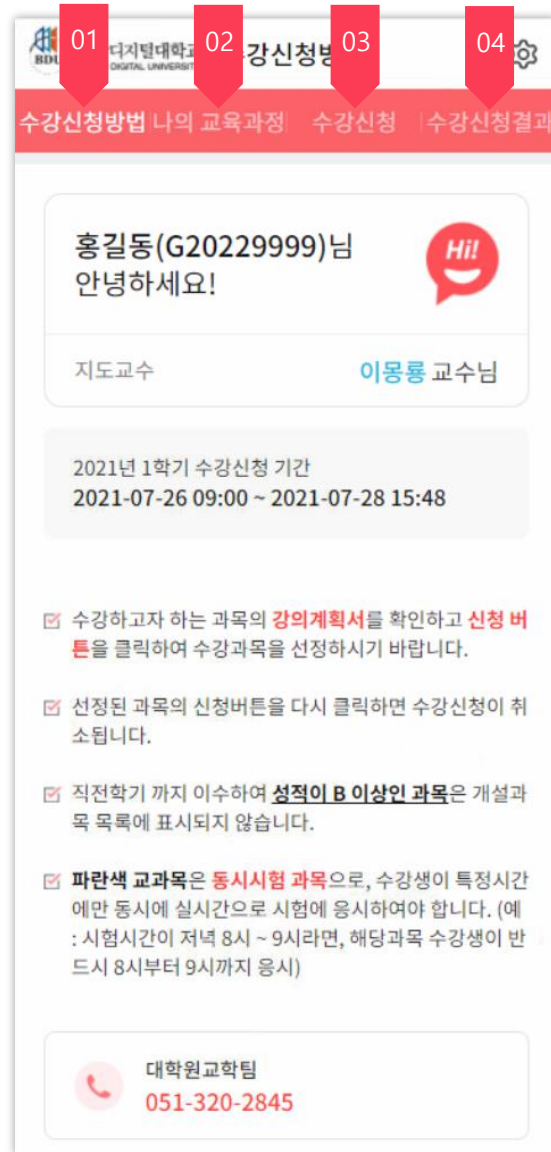 01 02 03 04
BDU 디지털대학교 강신청방
DIGITAL UNIVERSIT
수강신청방법 나의 교육과정 수강신청 수강신청결과
홍길동(G20229999)님
안녕하세요!
Hi!
지도교수 이몽룡 교수님
2021년 1학기 수강신청 기간
2021-07-26 09:00 ~ 2021-07-28 15:48
수강하고자 하는 과목의 강의계획서를 확인하고 신청 버
튼을 클릭하여 수강과목을 선정하시기 바랍니다.
선정된 과목의 신청버튼을 다시 클릭하면 수강신청이 취
소됩니다.
직전학기 까지 이수하여 성적이 B 이상인 과목은 개설과
목 목록에 표시되지 않습니다.
파란색 교과목은 동시시험 과목으로, 수강생이 특정시간
에만 동시에 실시간으로 시험에 응시하여야 합니다. (예
: 시험시간이 저녁 8시 ~ 9시라면, 해당과목 수강생이 반
드시 8시부터 9시까지 응시)
대학원교학팀
051-320-2845